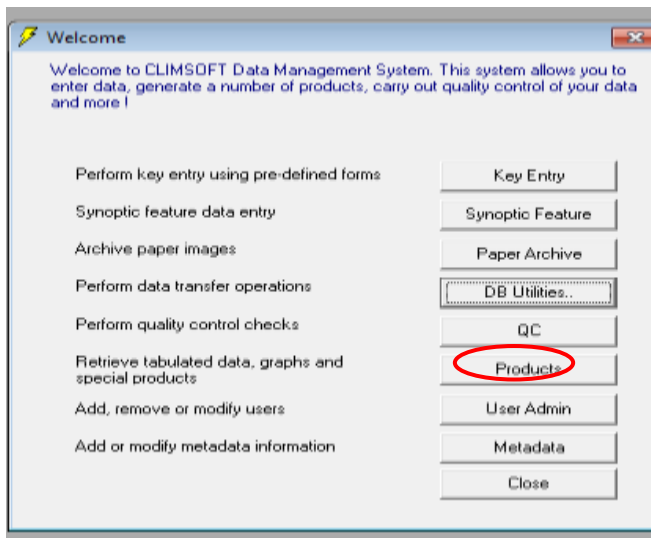 Welcome
Welcome to CLIMSOFT Data Management System. This system allows you to
enter data, generate a number of products, carry out quality control of your data
and more !
Perform key entry using pre-defined forms
Key Entry
Synoptic feature data entry
Synoptic Feature
Archive paper images
Paper Archive
Perform data transfer operations
DB Utilities..
Perform quality control checks
QC
Retrieve tabulated data, graphs and
special products
Products
Add, remove or modify users
User Admin
Add or modify metadata information
Metadata
Close